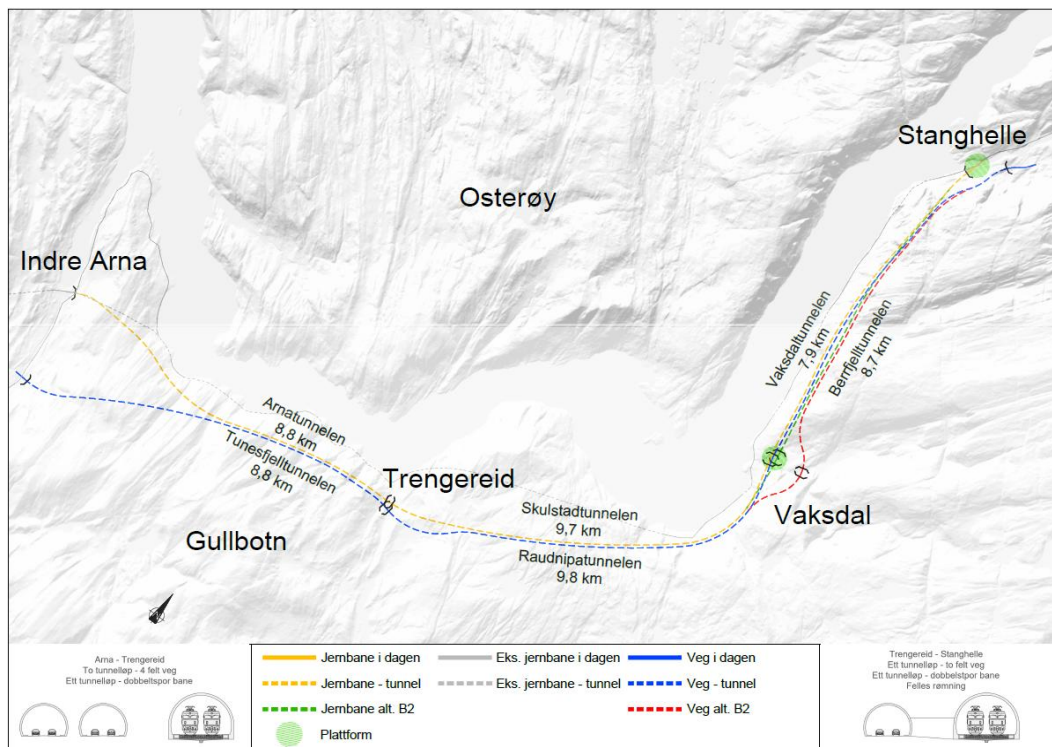 Stanghelle
Osterøy
Indre Arna
Vaksdaltunnelen
7,9 km
Berrfjelltunnelen
8,7 km
Arnatunnelen
8,8 km
Tunesfjelltunnelen
8,8 km
Trengereid
Skulstadtunnelen
9,7 km
Vaksdal
Gullbotn
Raudnipatunnelen
9,8 km
Arna - Trengereid
To tunnelløp - 4 felt veg
Ett tunnelløp - dobbeltspor bane
Jernbane i dagen
Eks. jernbane i dagen
Veg i dagen
Jernbane - tunnel
Eks. jernbane - tunnel
Veg - tunnel
Jernbane alt. B2
Veg alt. B2
Plattform
Trengereid - Stanghelle
Ett tunnelløp - to felt veg
Ett tunnelløp - dobbeltspor bane
Felles rømning